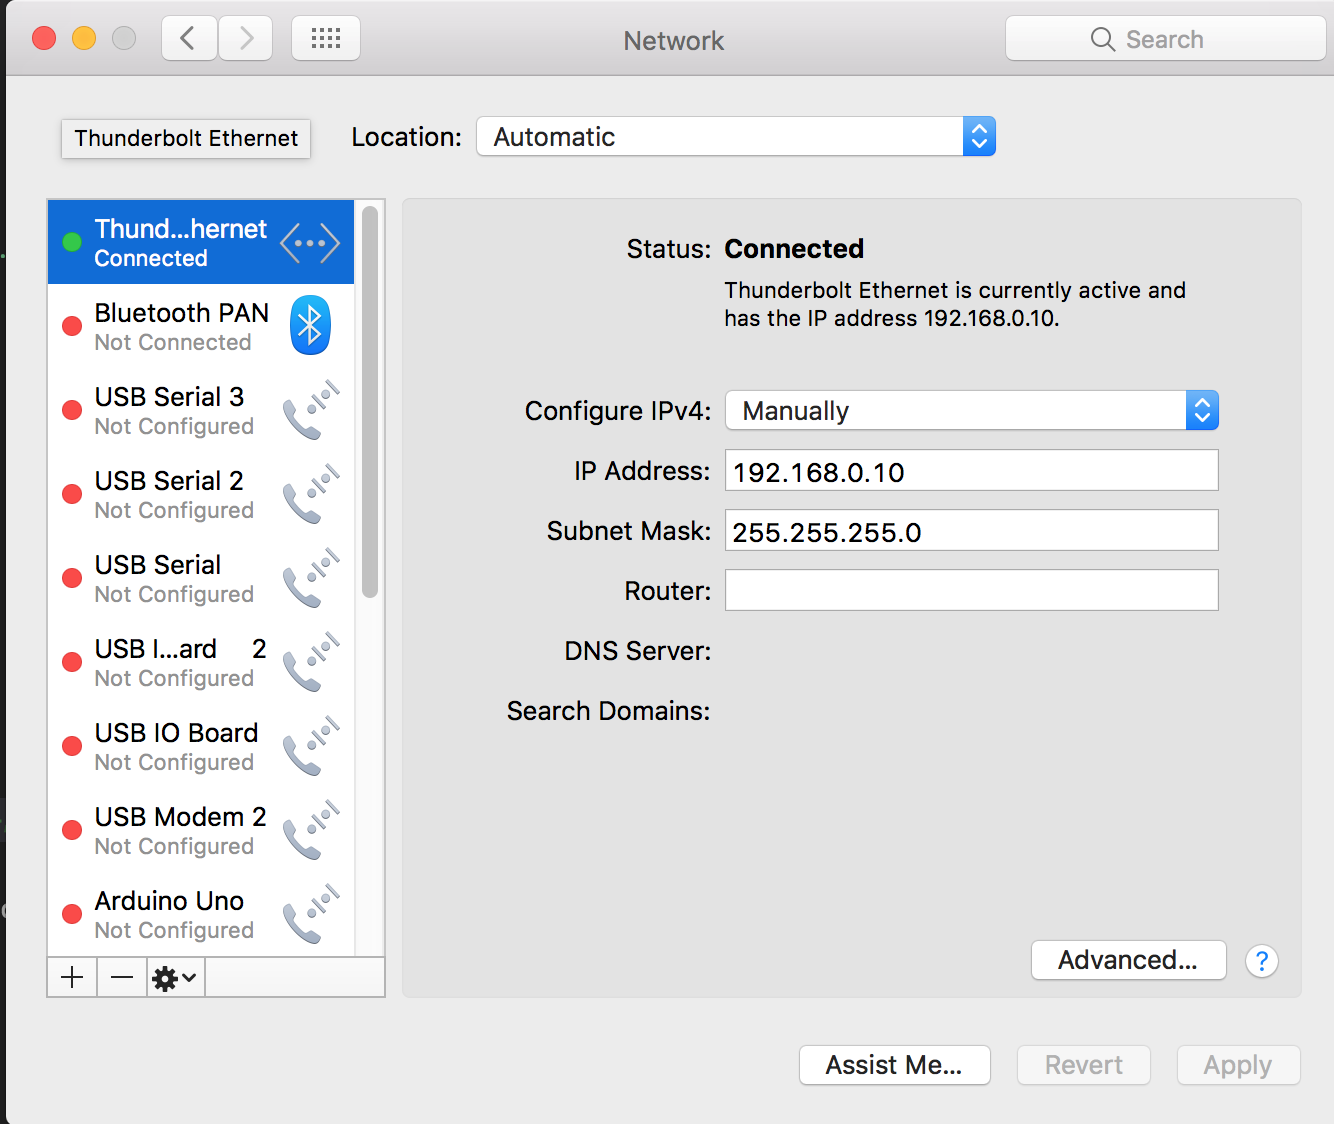 Network
Search
Thunderbolt Ethernet
Location: Automatic
Thund...hernet
Connected
Bluetooth PAN
Not Connected
USB Serial 3
Not Configured
USB Serial 2
Not Configured
USB Serial
Not Configured
USB I...ard 2
Not Configured
USB IO Board
Not Configured
USB Modem 2
Not Configured
Arduino Uno
Not Configured
Status: Connected
Thunderbolt Ethernet is currently active and
has the IP address 192.168.0.10.
Configure IPv4: Manually
IP Address: 192.168.0.10
Subnet Mask: 255.255.255.0
Router:
DNS Server:
Search Domains:
Advanced... ?
Assist Me... Revert Apply